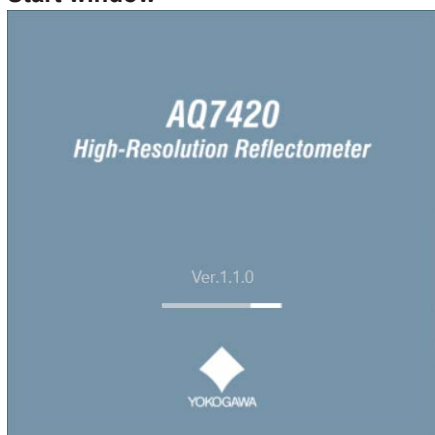 Start window
AQ7420
High-Resolution Reflectometer
Ver.1.1.0
YOKOGAWA